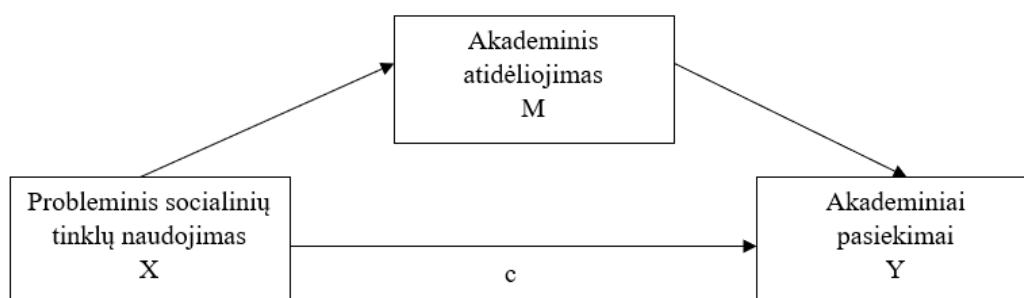 Akademinis
atidėliojimas
M
Probleminis socialinių
tinklų naudojimas
X
Akademiniai
pasiekimai
Y
c